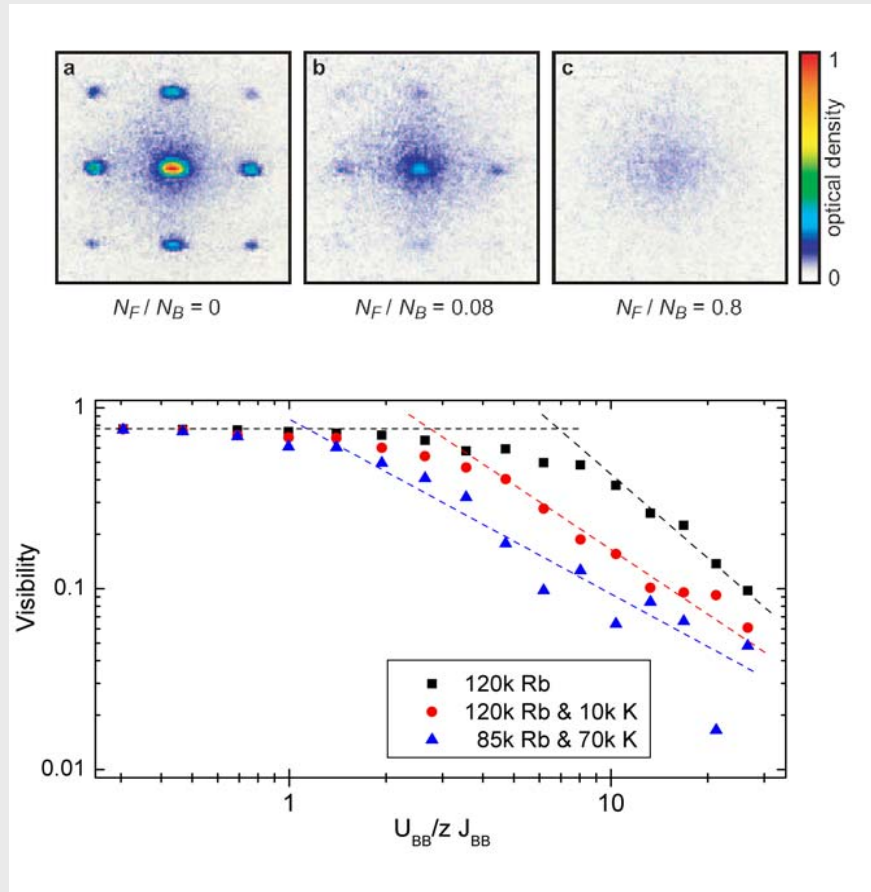 a
b
c
1
optical density
0
N_F / N_B = 0
N_F / N_B = 0.08
N_F / N_B = 0.8
1
0.1
0.01
Visibility
120k Rb
120k Rb & 10k K
85k Rb & 70k K
1
10
U_BB/z J_BB